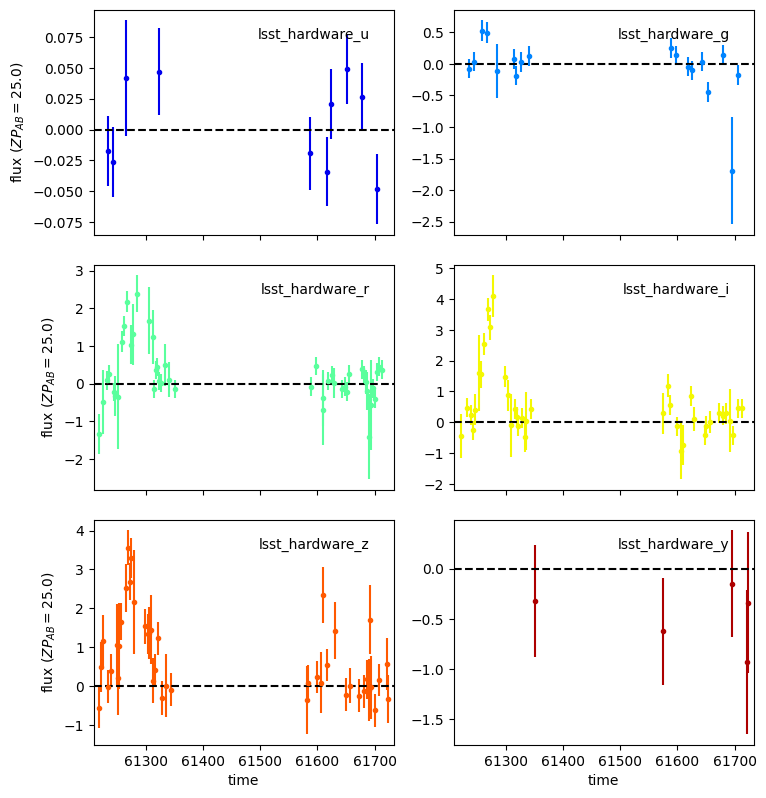 lsst_hardware_u
0.075
0.050
0.025
0.000
−0.025
−0.050
−0.075
flux (ZP_AB = 25.0)
lsst_hardware_g
0.5
0.0
−0.5
−1.0
−1.5
−2.0
−2.5
lsst_hardware_r
3
2
1
0
−1
−2
flux (ZP_AB = 25.0)
lsst_hardware_i
5
4
3
2
1
0
−1
−2
lsst_hardware_z
4
3
2
1
0
−1
flux (ZP_AB = 25.0)
61300 61400 61500 61600 61700
time
lsst_hardware_y
0.0
−0.5
−1.0
−1.5
61300 61400 61500 61600 61700
time